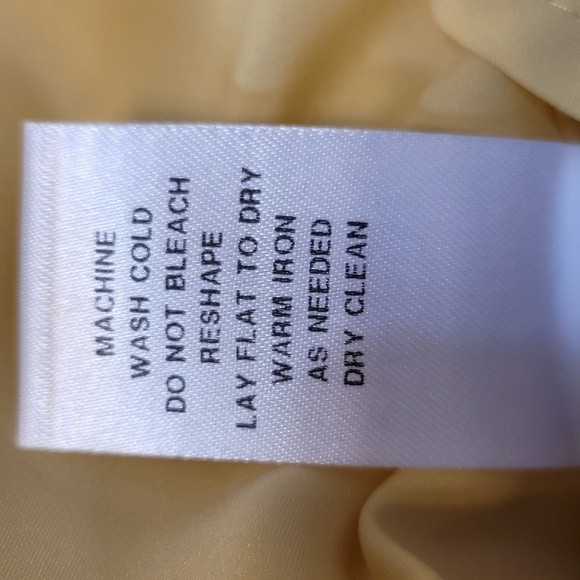 MACHINE
WASH COLD
DO NOT BLEACH
RESHAPE
LAY FLAT TO DRY
WARM IRON
AS NEEDED
DRY CLEAN